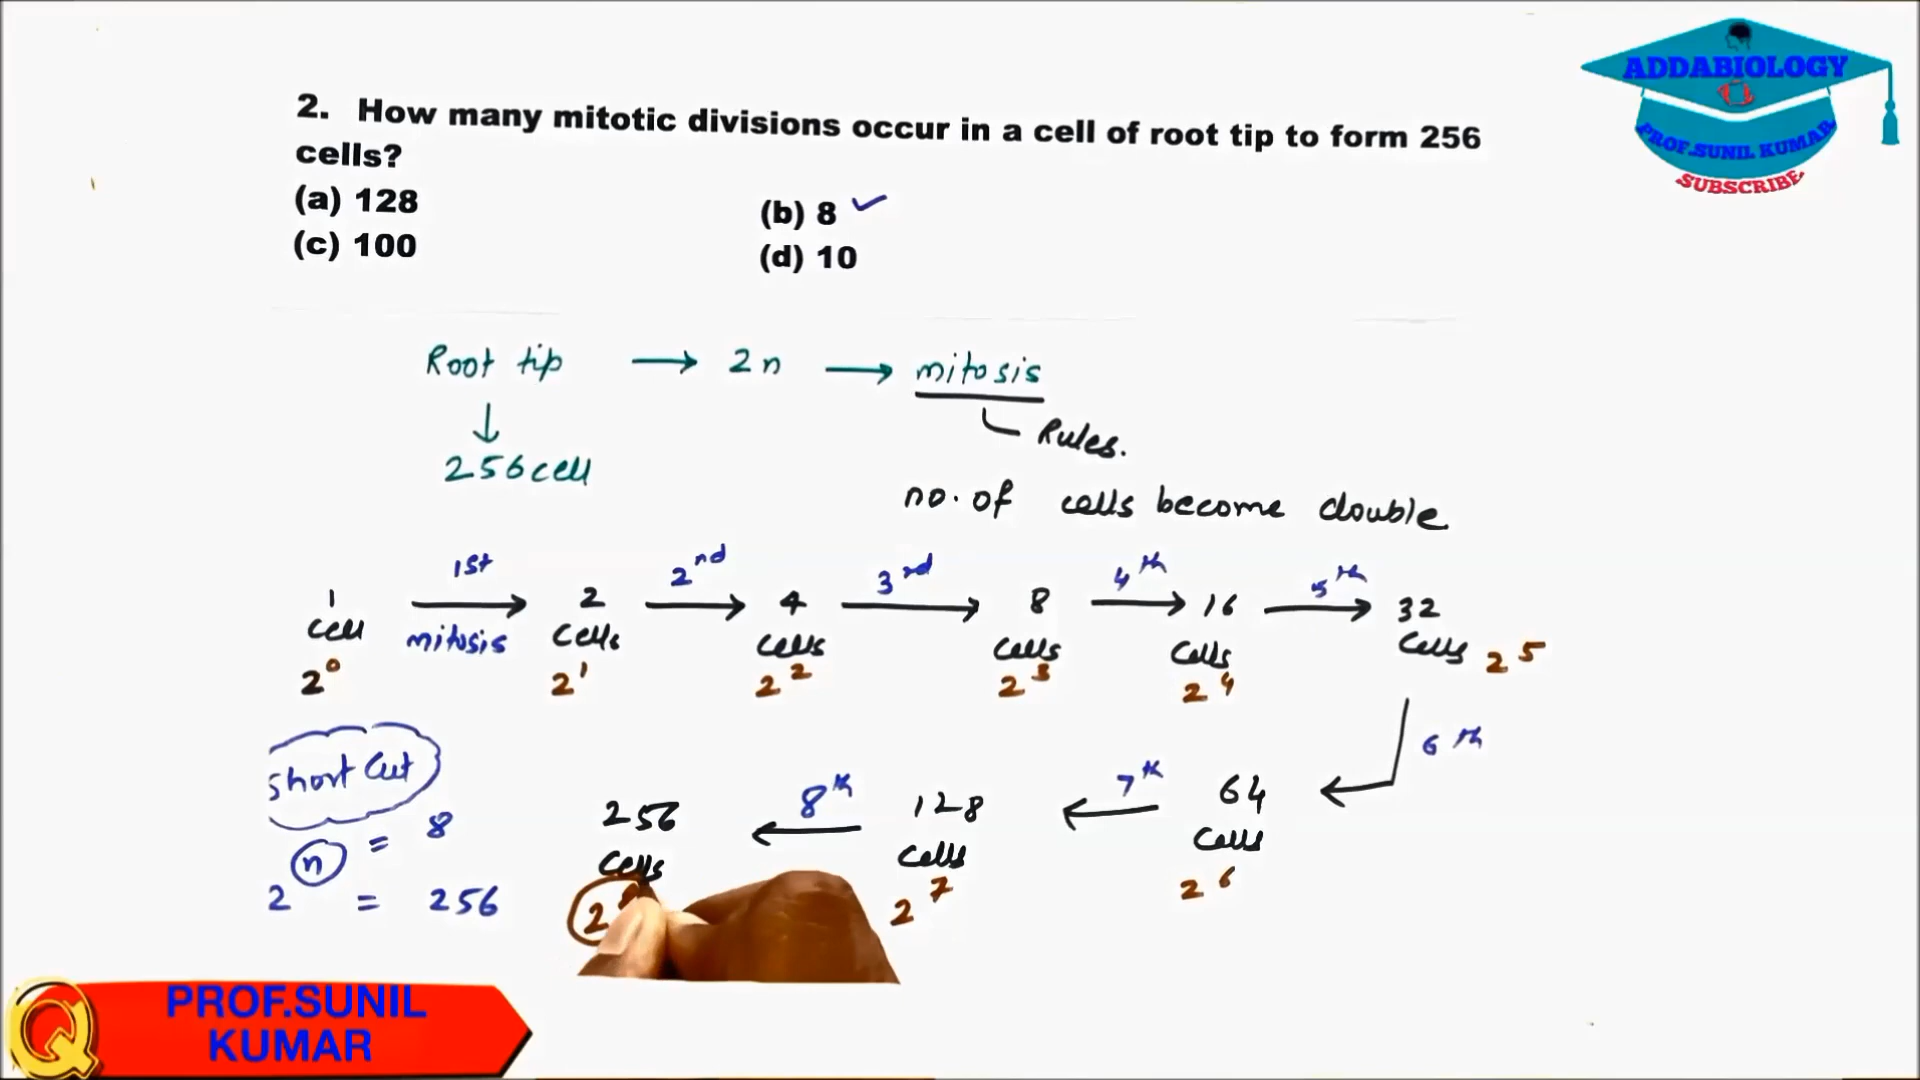 ADDABIOLOGY
PROF.SUNIL KUMAR
SUBSCRIBE
2. How many mitotic divisions occur in a cell of root tip to form 256
cells?
(a) 128
(b) 8 ✓
(c) 100
(d) 10
Root tip → 2n → mitosis
↓
Rules.
256 cell
no. of cells become double
1st 2nd 3rd 4th 5th
1 → 2 → 4 → 8 → 16 → 32
cell mitosis cells cells cells cells cells
2⁰ 2¹ 2² 2³ 2⁴ 2⁵
6th
short cut
256 ← 8th 128 ← 7th 64 ←
cells cells cells
n = 8
2ⁿ = 256
2 2⁷ 2⁶
PROF.SUNIL
KUMAR